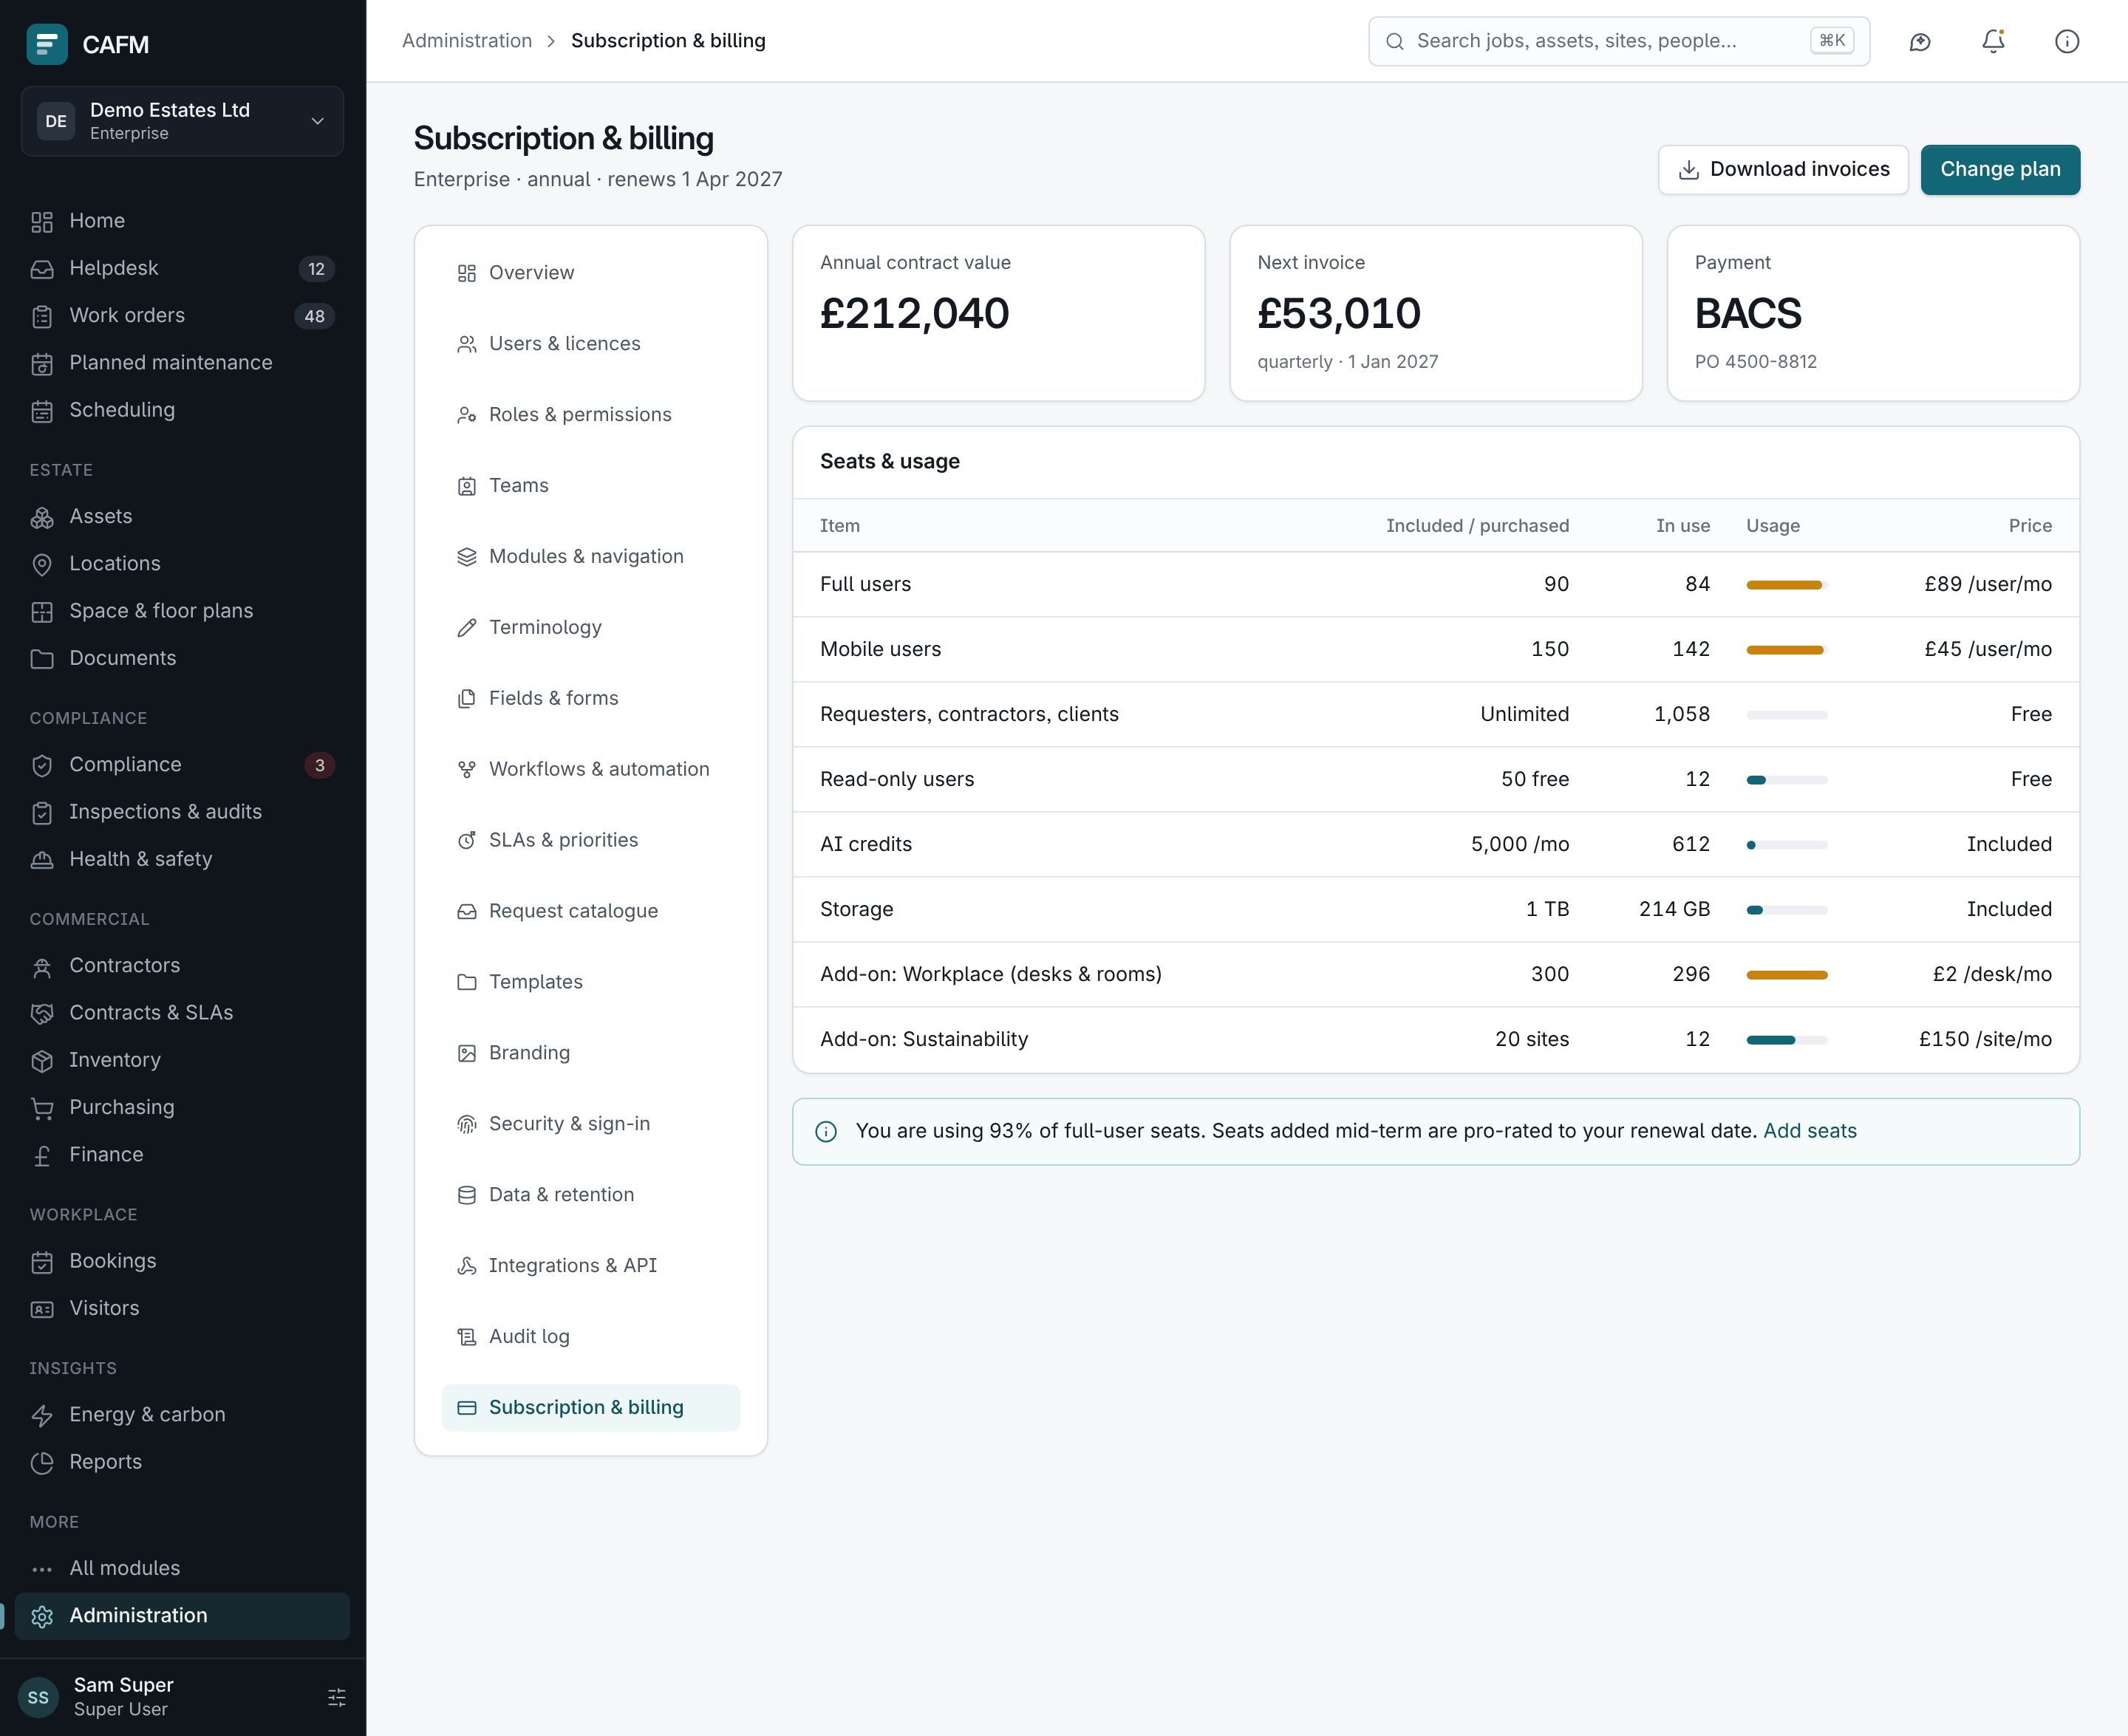 CAFM
DE
Demo Estates Ltd
Enterprise
Home
Helpdesk 12
Work orders 48
Planned maintenance
Scheduling
ESTATE
Assets
Locations
Space & floor plans
Documents
COMPLIANCE
Compliance 3
Inspections & audits
Health & safety
COMMERCIAL
Contractors
Contracts & SLAs
Inventory
Purchasing
Finance
WORKPLACE
Bookings
Visitors
INSIGHTS
Energy & carbon
Reports
MORE
All modules
Administration
SS
Sam Super
Super User
Administration > Subscription & billing
Search jobs, assets, sites, people... ⌘K
Subscription & billing
Enterprise · annual · renews 1 Apr 2027
Download invoices
Change plan
Overview
Users & licences
Roles & permissions
Teams
Modules & navigation
Terminology
Fields & forms
Workflows & automation
SLAs & priorities
Request catalogue
Templates
Branding
Security & sign-in
Data & retention
Integrations & API
Audit log
Subscription & billing
Annual contract value
£212,040
Next invoice
£53,010
quarterly · 1 Jan 2027
Payment
BACS
PO 4500-8812
Seats & usage
Item Included / purchased In use Usage Price
Full users 90 84 £89 /user/mo
Mobile users 150 142 £45 /user/mo
Requesters, contractors, clients Unlimited 1,058 Free
Read-only users 50 free 12 Free
AI credits 5,000 /mo 612 Included
Storage 1 TB 214 GB Included
Add-on: Workplace (desks & rooms) 300 296 £2 /desk/mo
Add-on: Sustainability 20 sites 12 £150 /site/mo
You are using 93% of full-user seats. Seats added mid-term are pro-rated to your renewal date. Add seats